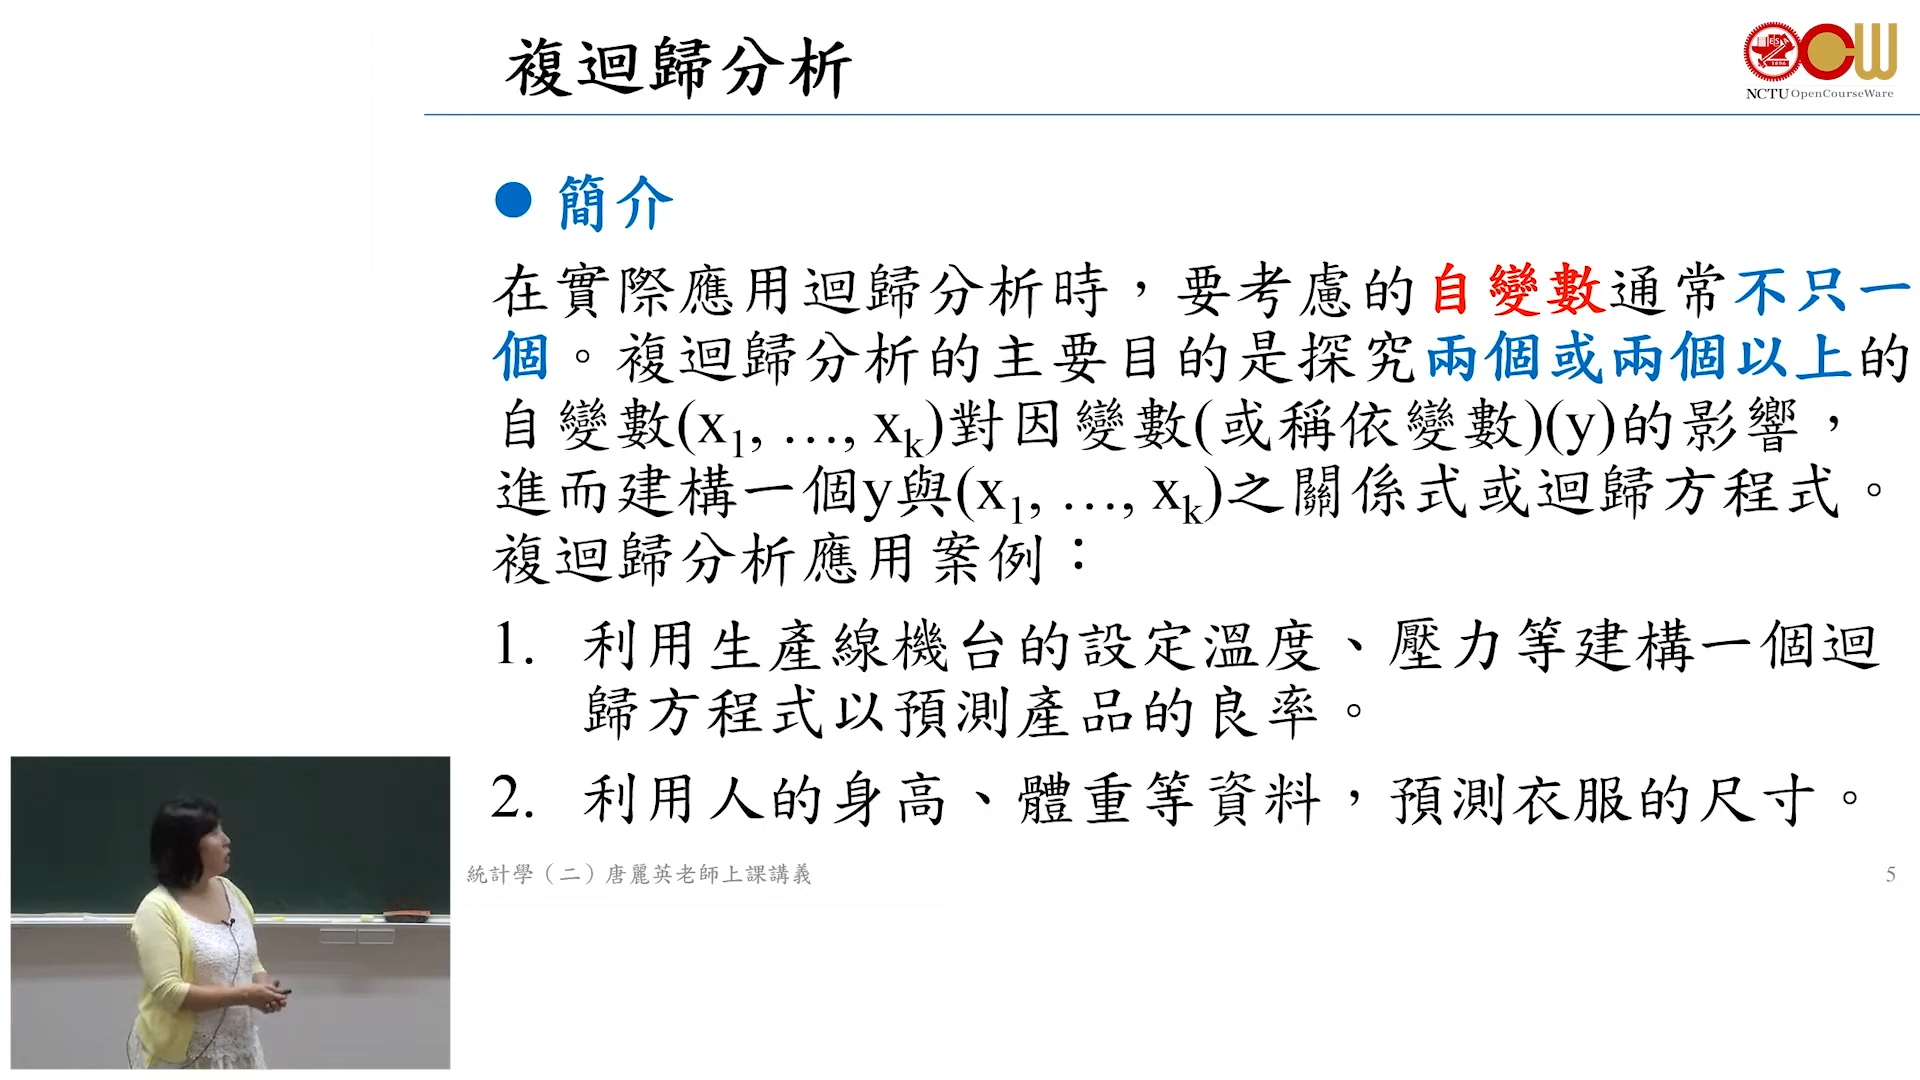 複迴歸分析
NCTU OpenCourseWare
● 簡介
在實際應用迴歸分析時，要考慮的自變數通常不只一
個。複迴歸分析的主要目的是探究兩個或兩個以上的
自變數(x₁, …, xₖ)對因變數(或稱依變數)(y)的影響，
進而建構一個y與(x₁, …, xₖ)之關係式或迴歸方程式。
複迴歸分析應用案例：
1. 利用生產線機台的設定溫度、壓力等建構一個迴
歸方程式以預測產品的良率。
2. 利用人的身高、體重等資料，預測衣服的尺寸。
統計學（二）唐麗英老師上課講義
5